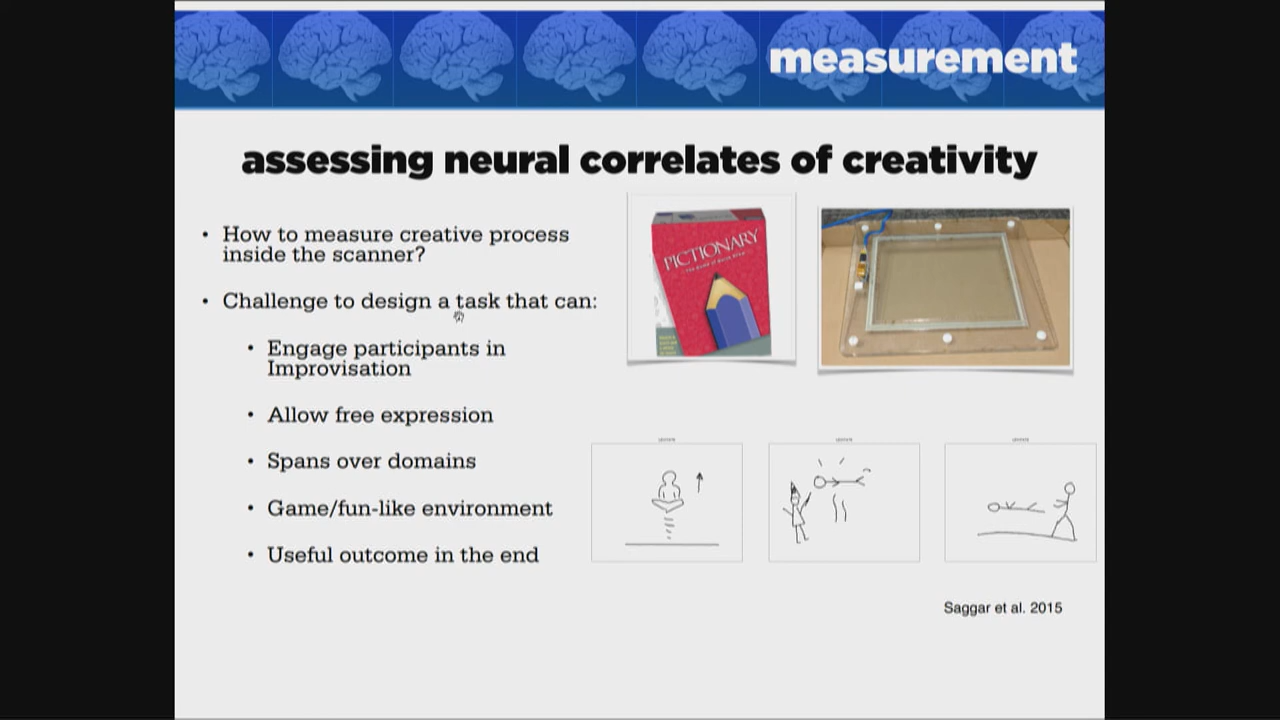 measurement
assessing neural correlates of creativity
• How to measure creative process
inside the scanner?
• Challenge to design a task that can:
• Engage participants in
Improvisation
• Allow free expression
• Spans over domains
• Game/fun-like environment
• Useful outcome in the end
PICTIONARY
Saggar et al. 2015